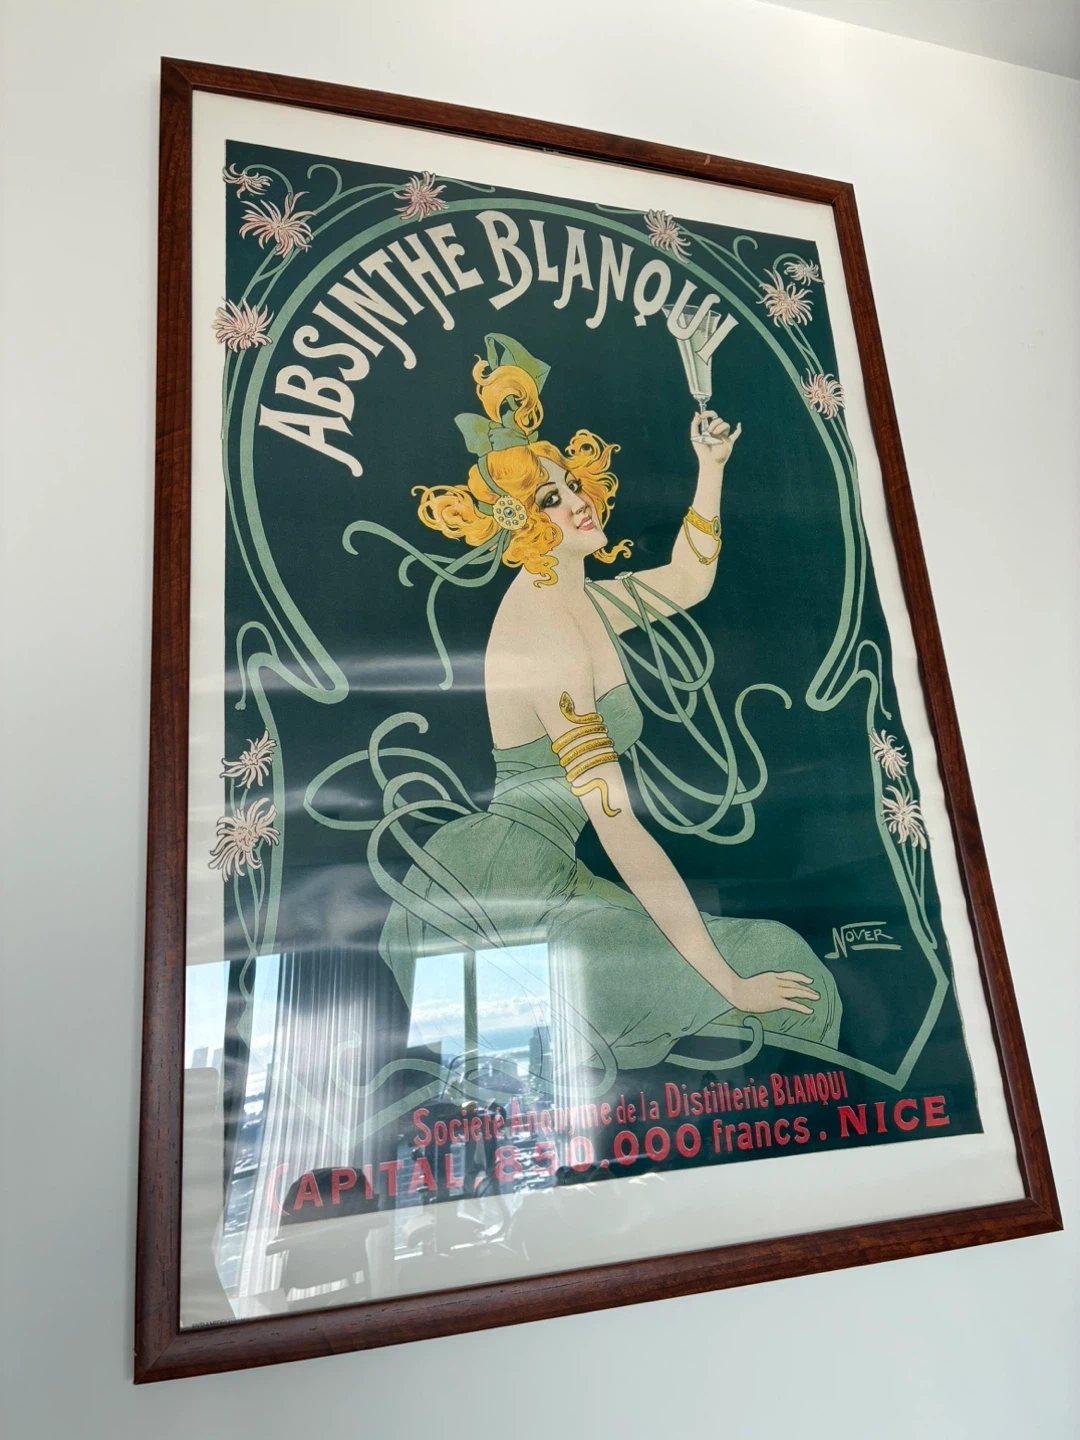 ABSINTHE BLANQUI
NOVER
Société Anonyme de la Distillerie BLANQUI
CAPITAL. 850.000 francs. NICE